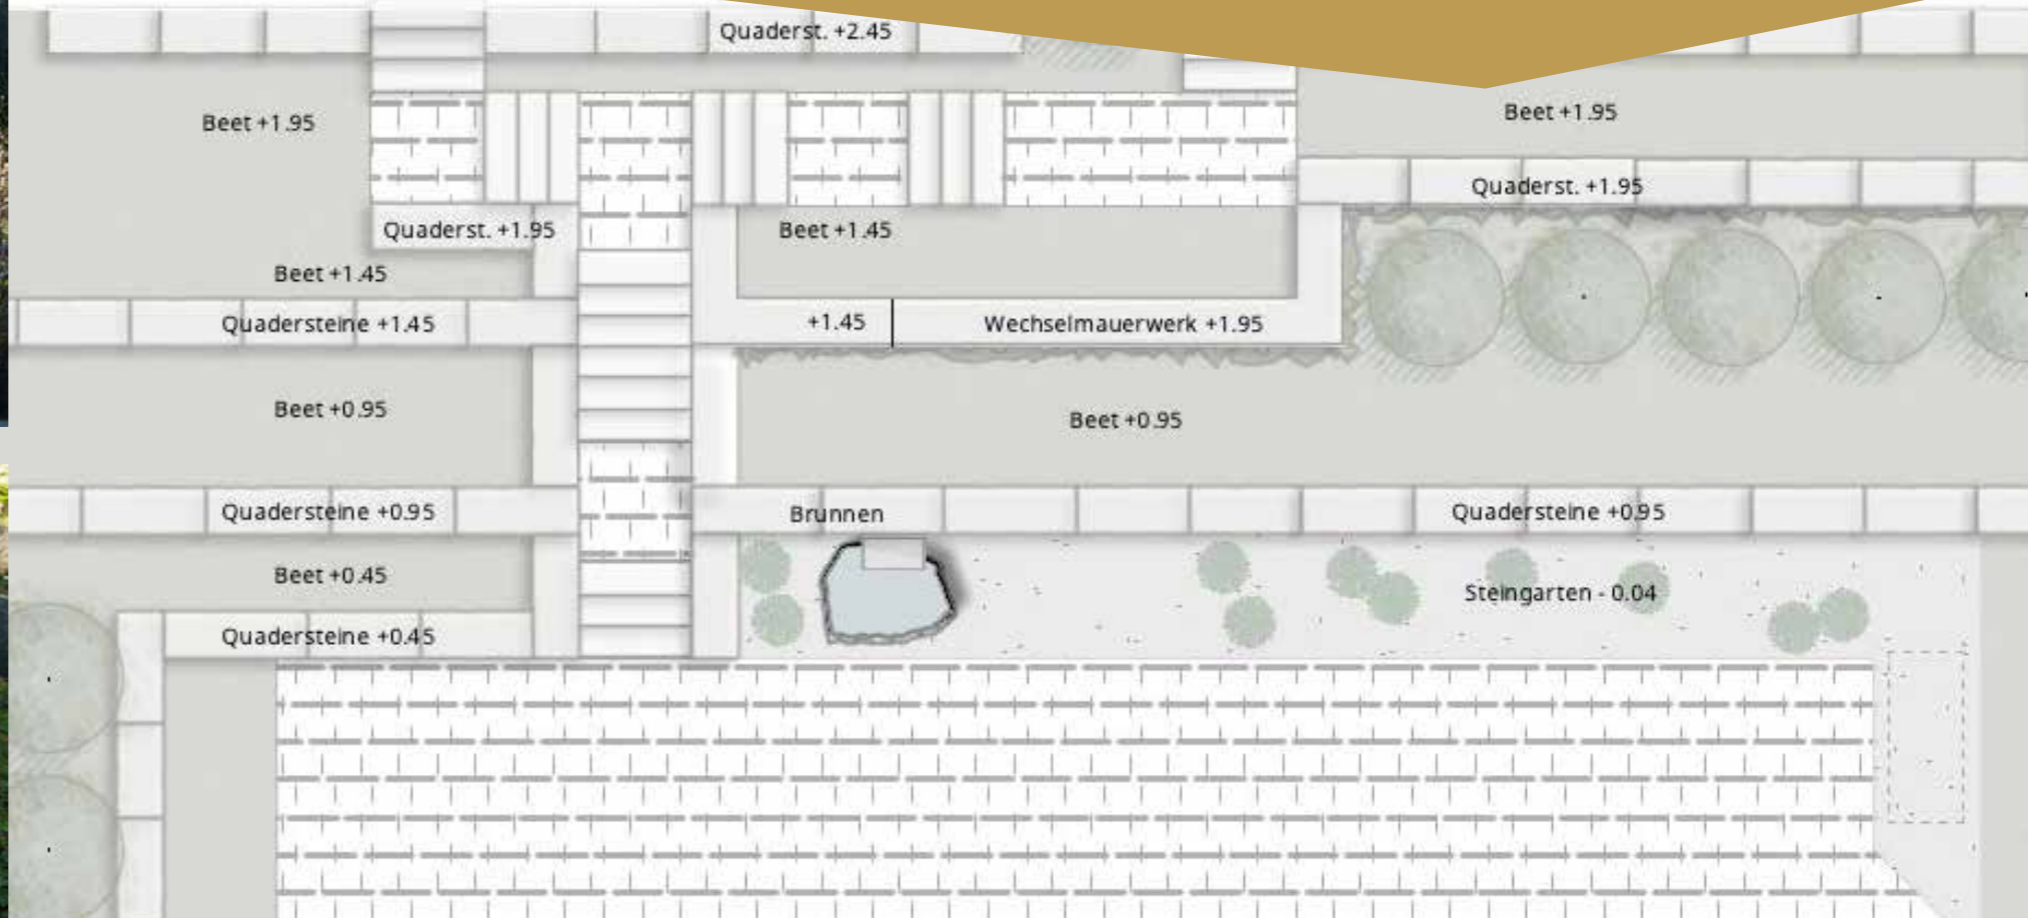 Quaderst. +2.45
Beet +1.95
Beet +1.95
Quaderst. +1.95
Quaderst. +1.95
Beet +1.45
Beet +1.45
Quadersteine +1.45
+1.45
Wechselmauerwerk +1.95
Beet +0.95
Beet +0.95
Quadersteine +0.95
Brunnen
Quadersteine +0.95
Beet +0.45
Steingarten - 0.04
Quadersteine +0.45